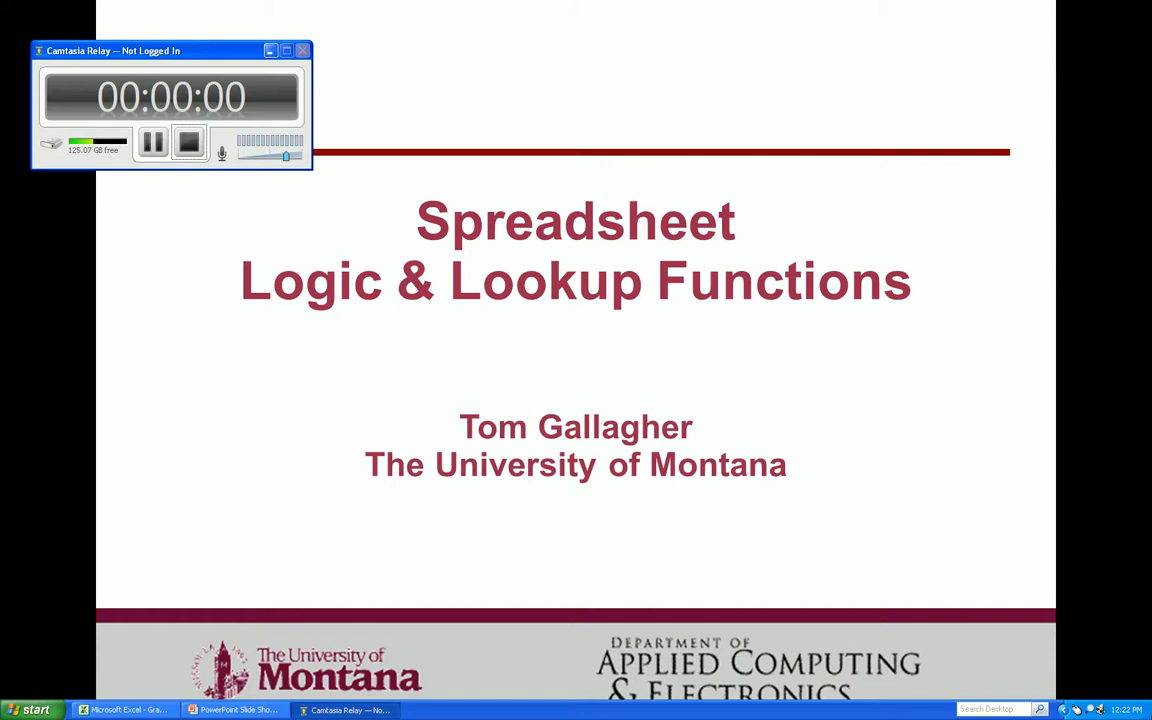 Camtasia Relay -- Not Logged In
00:00:00
125.07 GB free
Spreadsheet
Logic & Lookup Functions
Tom Gallagher
The University of Montana
The University of
Montana
DEPARTMENT OF
APPLIED COMPUTING
& ELECTRONICS
start
Microsoft Excel - Gra...
PowerPoint Slide Sho...
Camtasia Relay -- No...
Search Desktop
12:22 PM